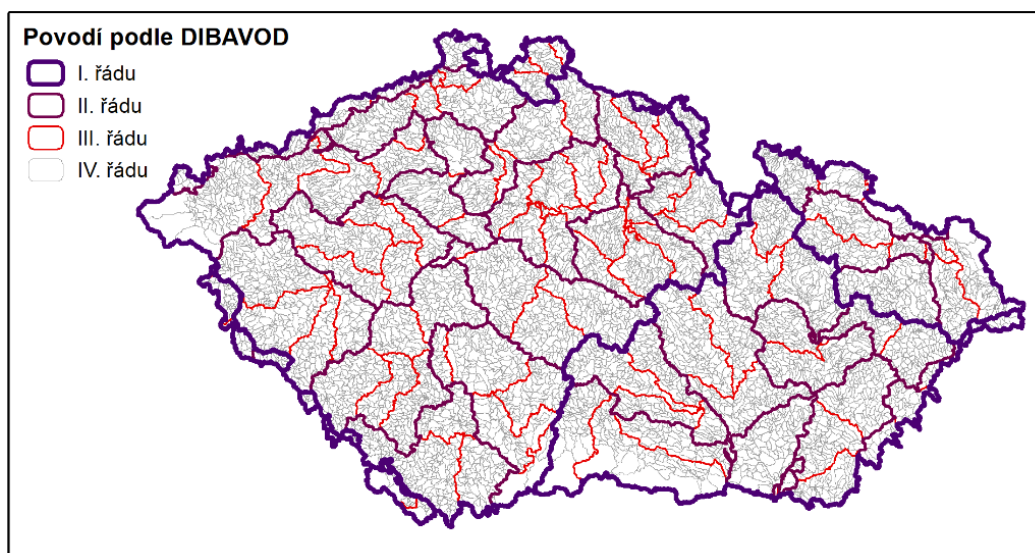 Povodí podle DIBAVOD
I. řádu
II. řádu
III. řádu
IV. řádu